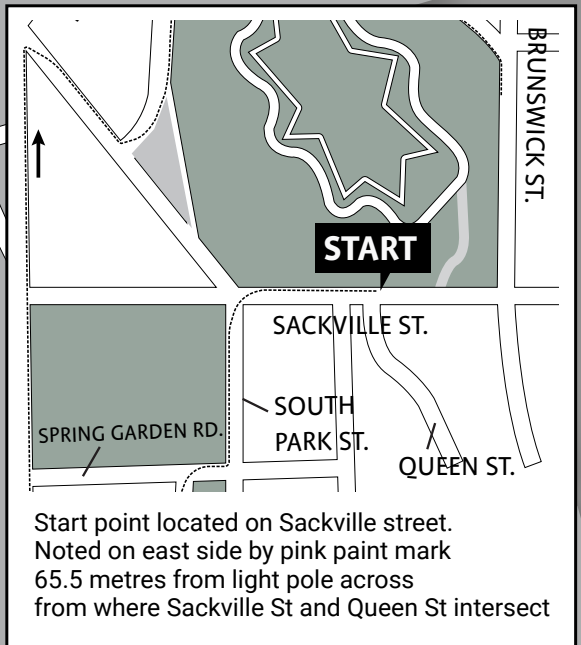 BRUNSWICK ST.
START
SACKVILLE ST.
SOUTH
PARK ST.
SPRING GARDEN RD.
QUEEN ST.
Start point located on Sackville street.
Noted on east side by pink paint mark
65.5 metres from light pole across
from where Sackville St and Queen St intersect